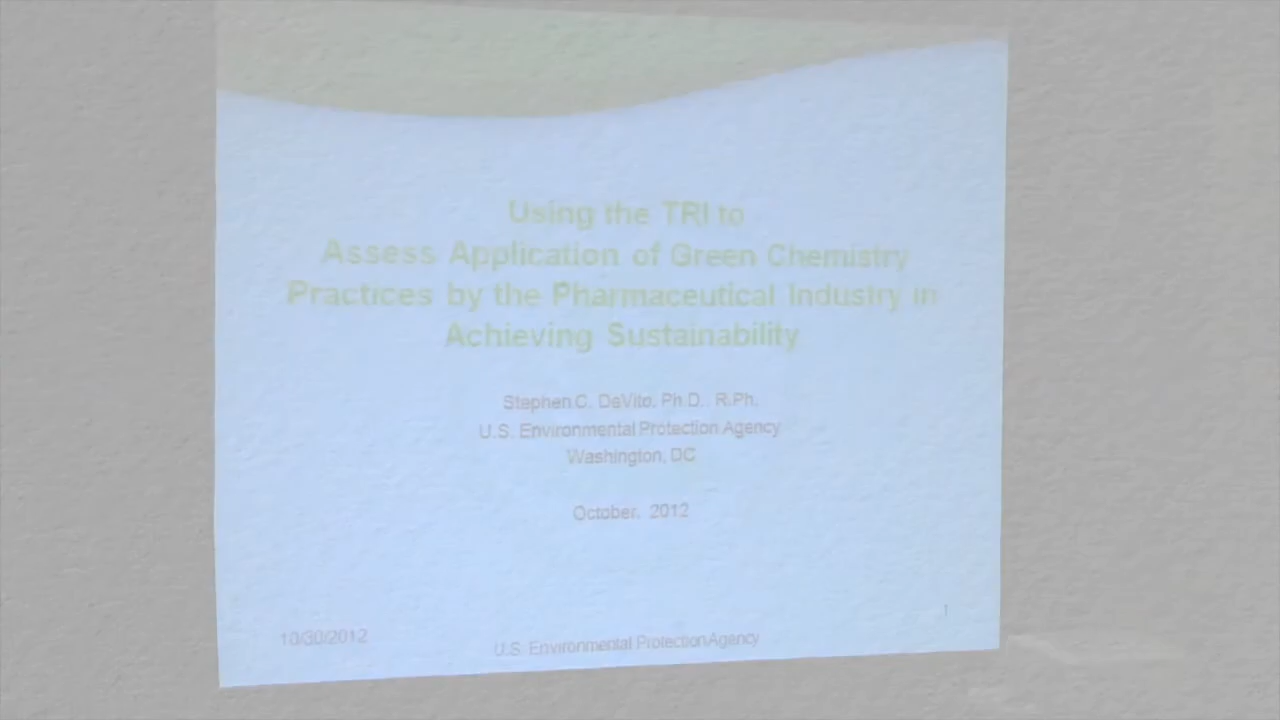 Using the TRI to
Assess Application of Green Chemistry
Practices by the Pharmaceutical Industry in
Achieving Sustainability
Stephen C. DeVito, Ph.D., R.Ph.
U.S. Environmental Protection Agency
Washington, DC
October, 2012
1
10/30/2012
U.S. Environmental Protection Agency